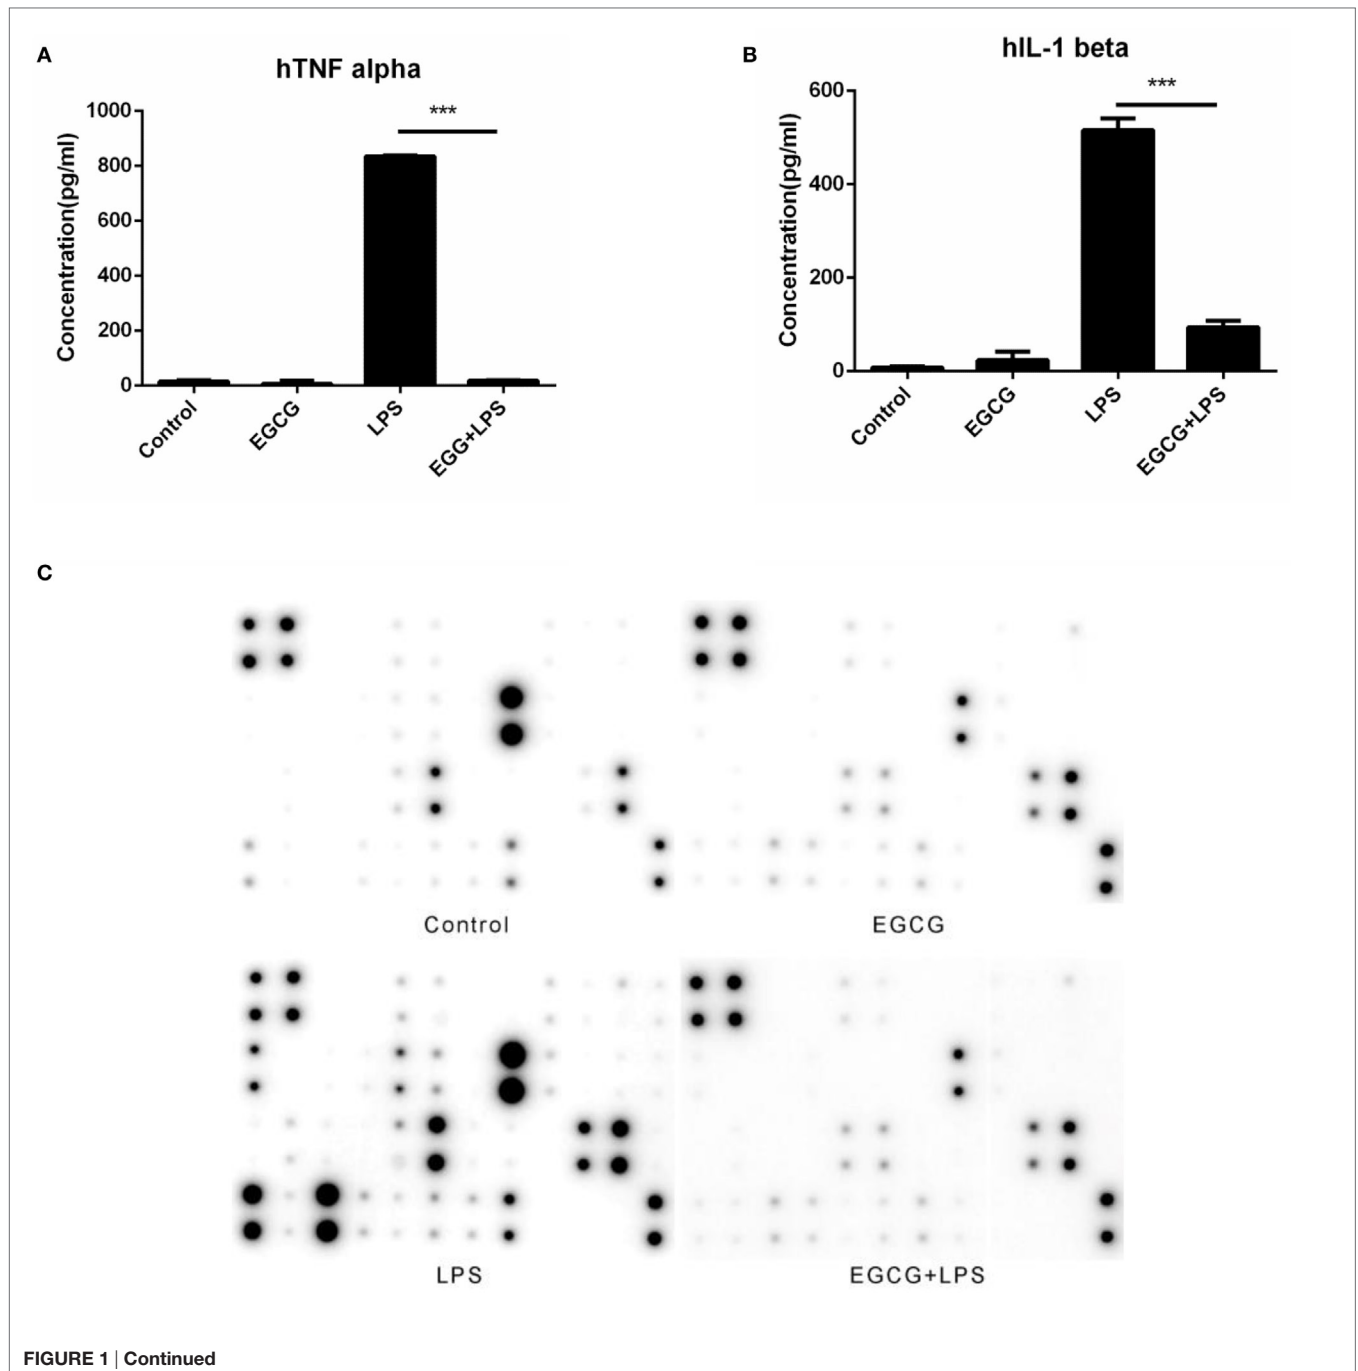 A
hTNF alpha
***
1000
800
600
400
200
0
Concentration(pg/ml)
Control
EGCG
LPS
EGG+LPS
B
hIL-1 beta
***
600
400
200
0
Concentration(pg/ml)
Control
EGCG
LPS
EGCG+LPS
C
Control
EGCG
LPS
EGCG+LPS
FIGURE 1 | Continued